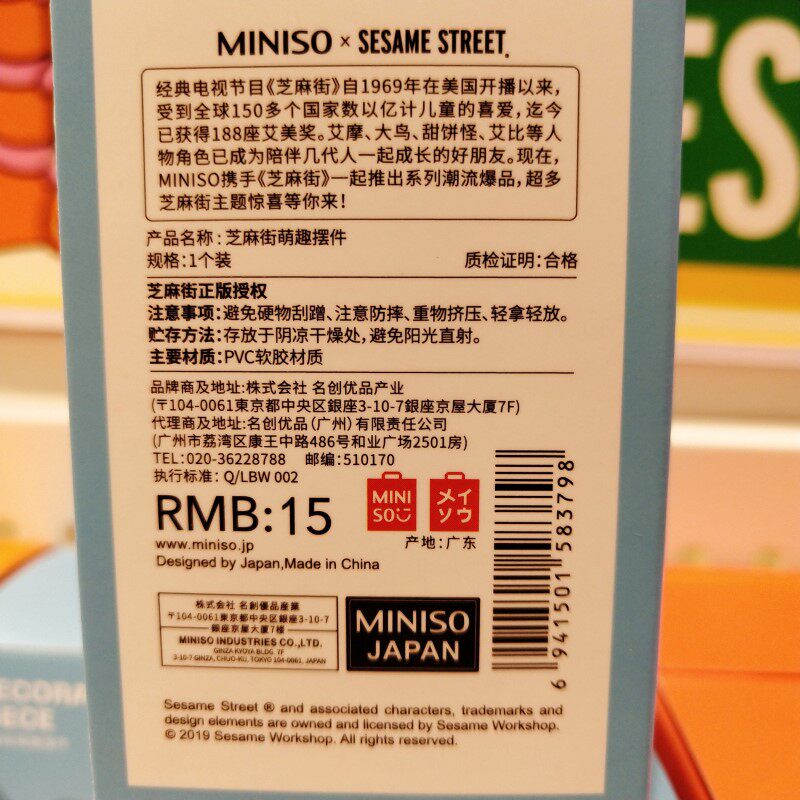 MINISO × SESAME STREET.
经典电视节目《芝麻街》自1969年在美国开播以来,
受到全球150多个国家数以亿计儿童的喜爱,迄今
已获得188座艾美奖。艾摩、大鸟、甜饼怪、艾比等人
物角色已成为陪伴几代人一起成长的好朋友。现在,
MINISO携手《芝麻街》一起推出系列潮流爆品,超多
芝麻街主题惊喜等你来!
产品名称:芝麻街萌趣摆件
规格:1个装 质检证明:合格
芝麻街正版授权
注意事项:避免硬物刮蹭、注意防摔、重物挤压、轻拿轻放。
贮存方法:存放于阴凉干燥处,避免阳光直射。
主要材质:PVC软胶材质
品牌商及地址:株式会社 名创优品产业
(〒104-0061東京都中央区銀座3-10-7銀座京屋大厦7F)
代理商及地址:名创优品(广州)有限责任公司
(广州市荔湾区康王中路486号和业广场2501房)
TEL:020-36228788 邮编:510170
执行标准: Q/LBW 002
RMB:15
MINI
SO
メイ
ソウ
www.miniso.jp
产地:广东
Designed by Japan,Made in China
6 941501 583798
株式会社 名創優品産業
〒104-0061東京都中央区銀座3-10-7
銀座京屋大厦7楼
MINISO INDUSTRIES CO.,LTD.
GINZA KYOYA BLDG. 7F
3-10-7 GINZA, CHUO-KU, TOKYO 104-0061, JAPAN
MINISO
JAPAN
Sesame Street ® and associated characters, trademarks and
design elements are owned and licensed by Sesame Workshop.
© 2019 Sesame Workshop. All rights reserved.